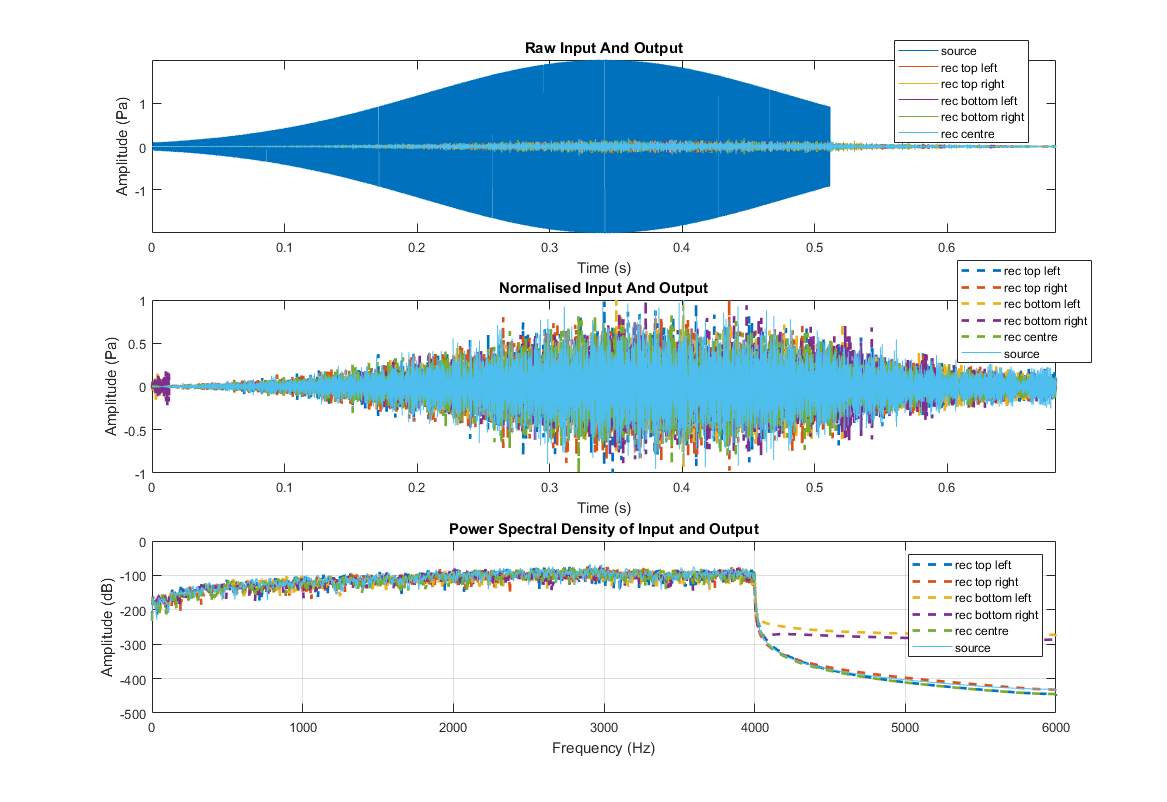 Raw Input And Output
source
rec top left
rec top right
rec bottom left
rec bottom right
rec centre
Amplitude (Pa)
1
0
-1
0 0.1 0.2 0.3 0.4 0.5 0.6
Time (s)
Normalised Input And Output
rec top left
rec top right
rec bottom left
rec bottom right
rec centre
source
Amplitude (Pa)
1
0.5
0
-0.5
-1
0 0.1 0.2 0.3 0.4 0.5 0.6
Time (s)
Power Spectral Density of Input and Output
rec top left
rec top right
rec bottom left
rec bottom right
rec centre
source
Amplitude (dB)
0
-100
-200
-300
-400
-500
0 1000 2000 3000 4000 5000 6000
Frequency (Hz)